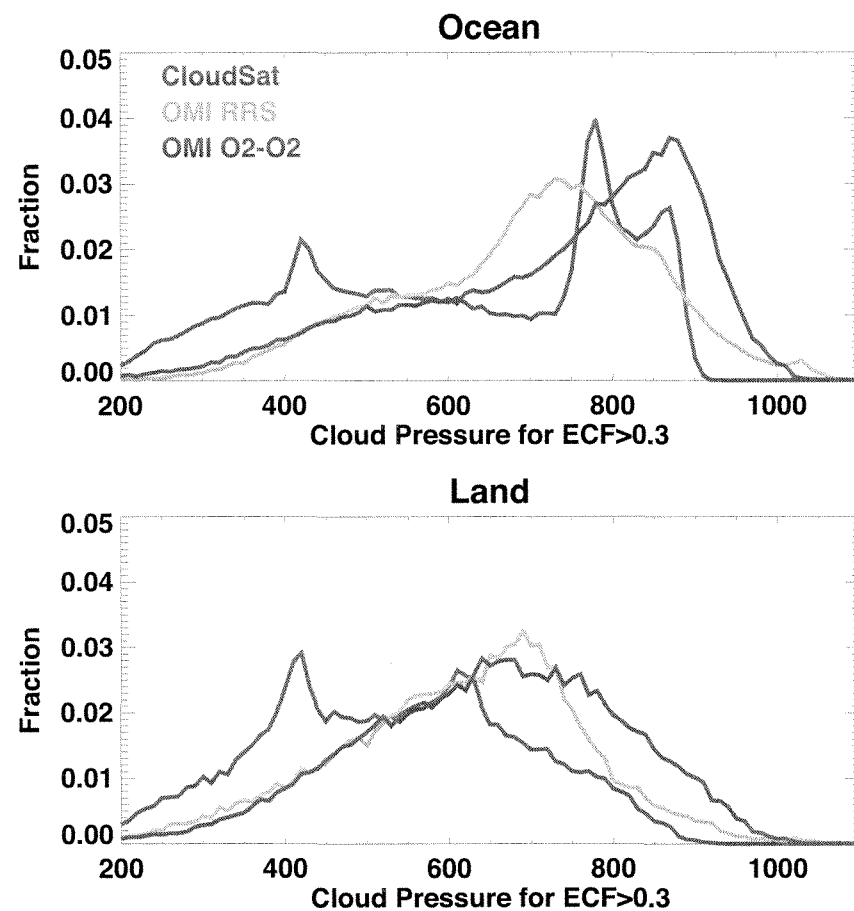 Ocean
0.05
0.04
0.03
0.02
0.01
0.00
Fraction
CloudSat
OMI RRS
OMI O2-O2
200 400 600 800 1000
Cloud Pressure for ECF>0.3
Land
0.05
0.04
0.03
0.02
0.01
0.00
Fraction
200 400 600 800 1000
Cloud Pressure for ECF>0.3